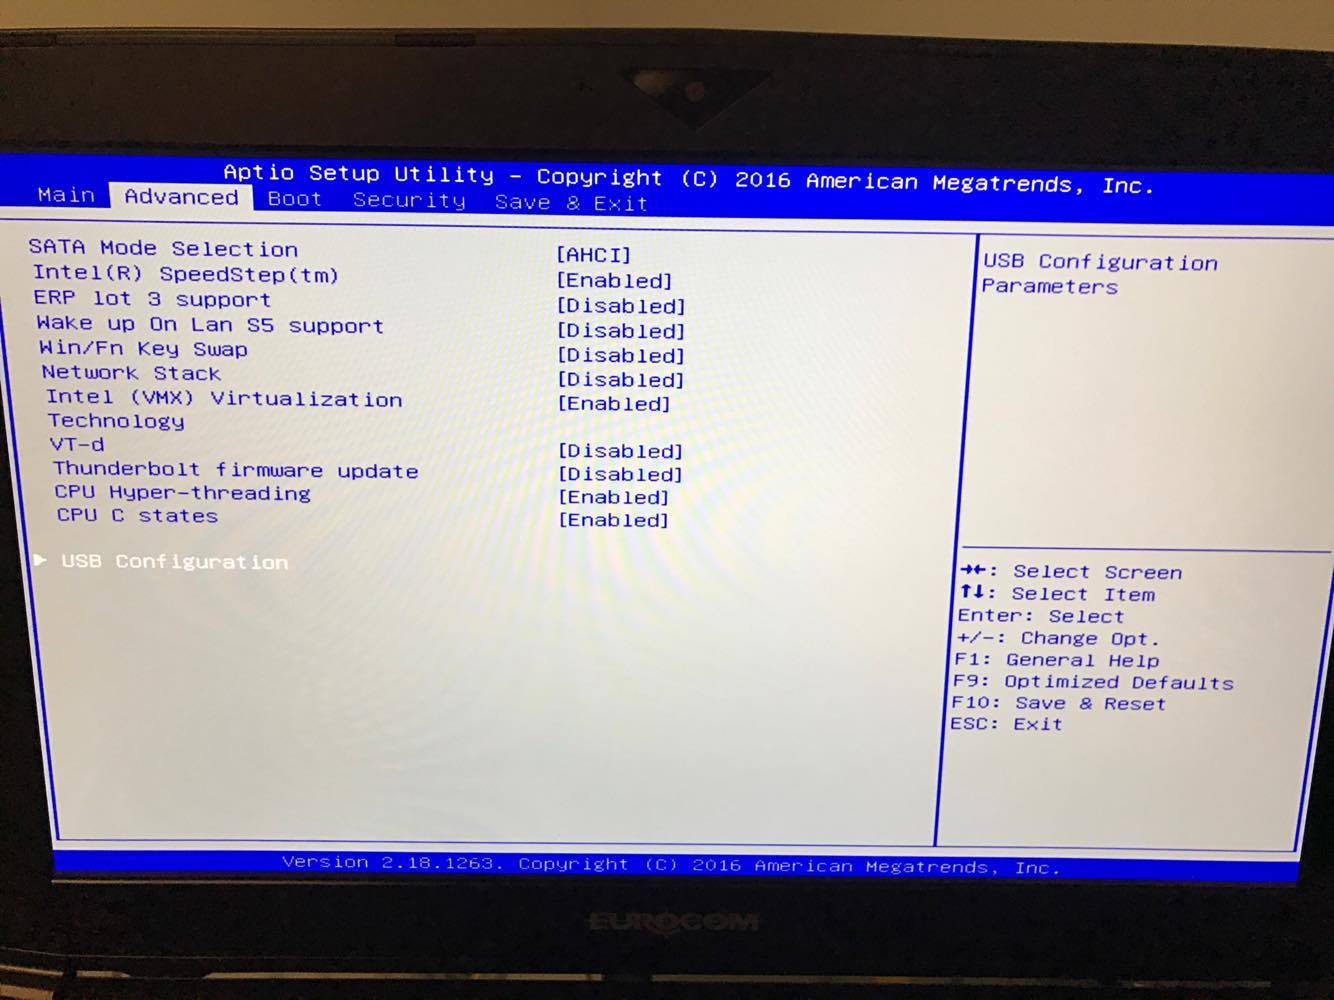 Aptio Setup Utility – Copyright (C) 2016 American Megatrends, Inc.
Main Advanced Boot Security Save & Exit
SATA Mode Selection [AHCI]
Intel(R) SpeedStep(tm) [Enabled]
ERP lot 3 support [Disabled]
Wake up On Lan S5 support [Disabled]
Win/Fn Key Swap [Disabled]
Network Stack [Disabled]
Intel (VMX) Virtualization [Enabled]
Technology
VT-d [Disabled]
Thunderbolt firmware update [Disabled]
CPU Hyper-threading [Enabled]
CPU C states [Enabled]
► USB Configuration
USB Configuration
Parameters
→←: Select Screen
↑↓: Select Item
Enter: Select
+/-: Change Opt.
F1: General Help
F9: Optimized Defaults
F10: Save & Reset
ESC: Exit
Version 2.18.1263. Copyright (C) 2016 American Megatrends, Inc.
EUROCOM